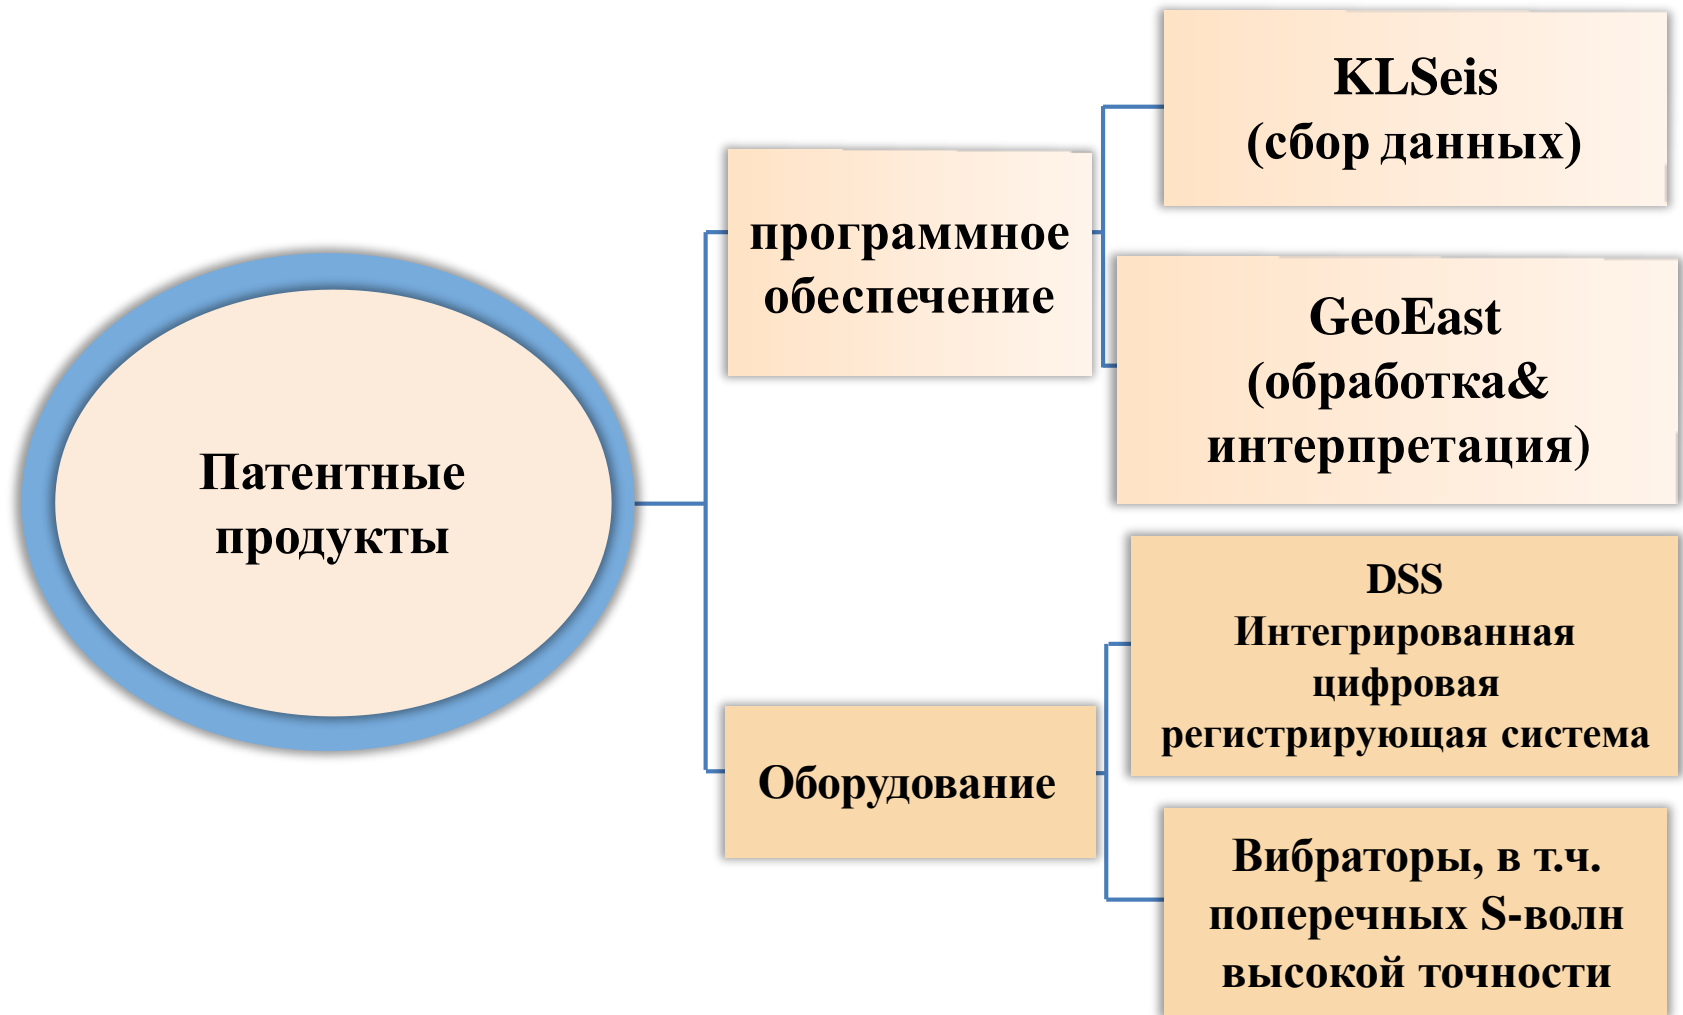 Патентные
продукты
программное
обеспечение
KLSeis
(сбор данных)
GeoEast
(обработка&
интерпретация)
Оборудование
DSS
Интегрированная
цифровая
регистрирующая система
Вибраторы, в т.ч.
поперечных S-волн
высокой точности